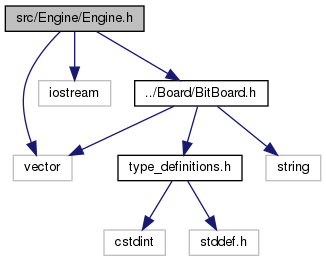 src/Engine/Engine.h
iostream
../Board/BitBoard.h
vector
type_definitions.h
string
cstdint
stddef.h